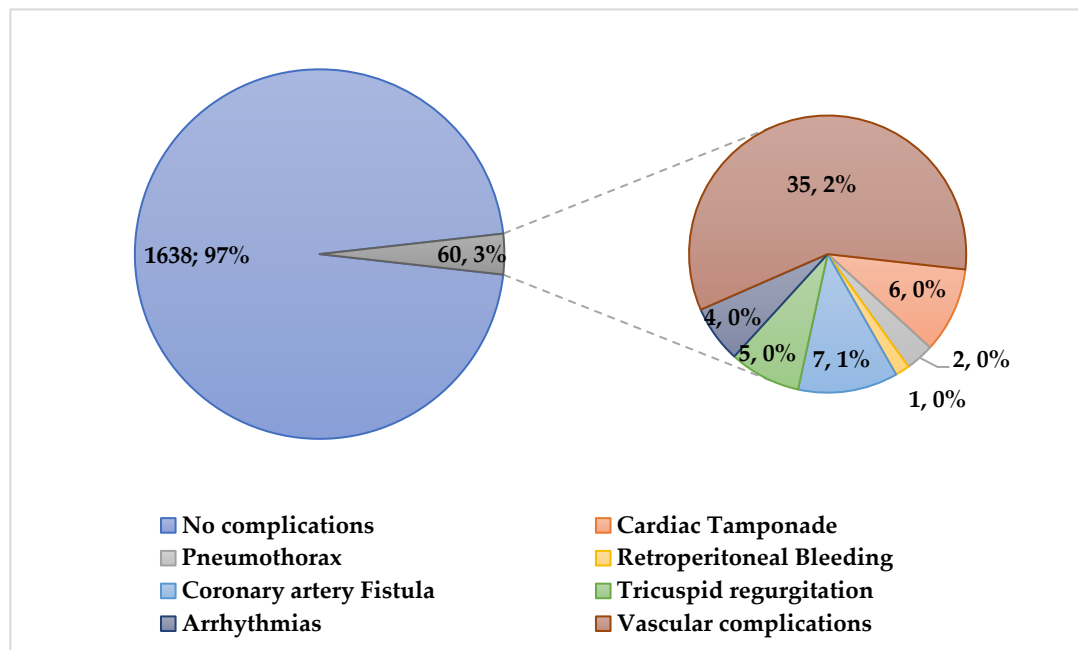 35, 2%
1638; 97%
60, 3%
6, 0%
4, 0%
5, 0%
7, 1%
2, 0%
1, 0%
No complications
Cardiac Tamponade
Pneumothorax
Retroperitoneal Bleeding
Coronary artery Fistula
Tricuspid regurgitation
Arrhythmias
Vascular complications